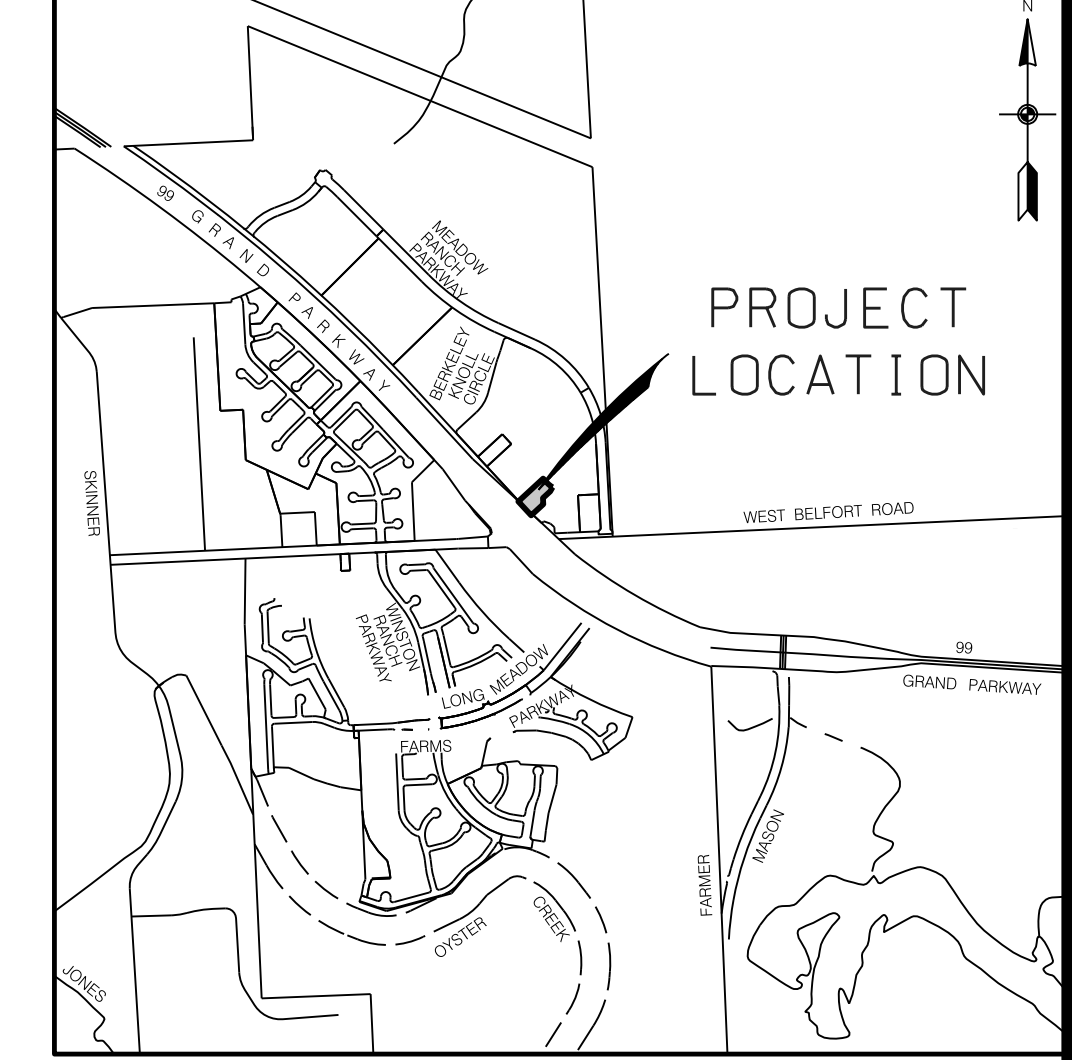 N
99 GRAND PARKWAY
MEADOW
RANCH
PARKWAY
PROJECT
LOCATION
BERKELEY
KNOLL
CIRCLE
SKINNER
WEST BELFORT ROAD
WINSTON
RANCH
PARKWAY
99
GRAND PARKWAY
LONG MEADOW
FARMS
PARKWAY
MASON
FARMER
OYSTER
CREEK
JONES